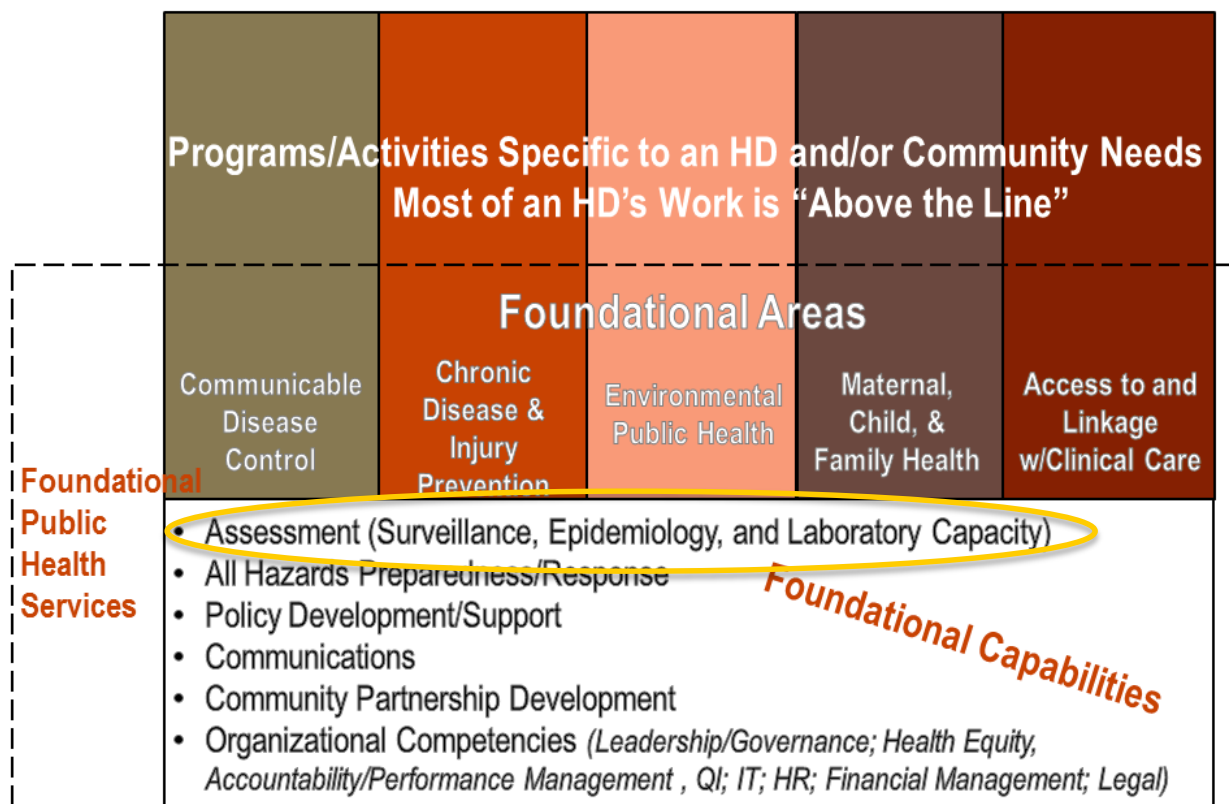 Programs/Activities Specific to an HD and/or Community Needs
Most of an HD's Work is “Above the Line”
Foundational Areas
Communicable
Disease
Control
Chronic
Disease &
Injury
Prevention
Environmental
Public Health
Maternal,
Child, &
Family Health
Access to and
Linkage
w/Clinical Care
Foundational
Public
Health
Services
• Assessment (Surveillance, Epidemiology, and Laboratory Capacity)
• All Hazards Preparedness/Response
• Policy Development/Support
• Communications
• Community Partnership Development
• Organizational Competencies (Leadership/Governance; Health Equity,
Accountability/Performance Management , QI; IT; HR; Financial Management; Legal)
Foundational Capabilities